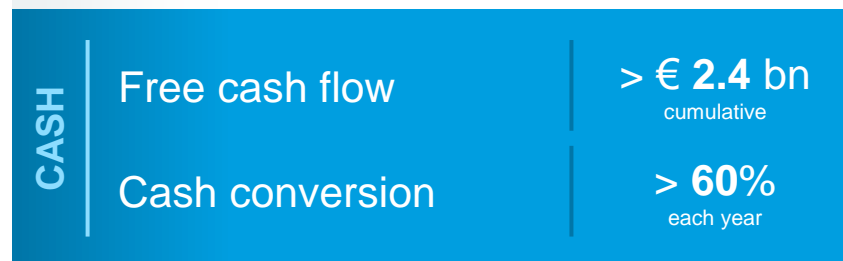 CASH
Free cash flow
> € 2.4 bn
cumulative
Cash conversion
> 60%
each year